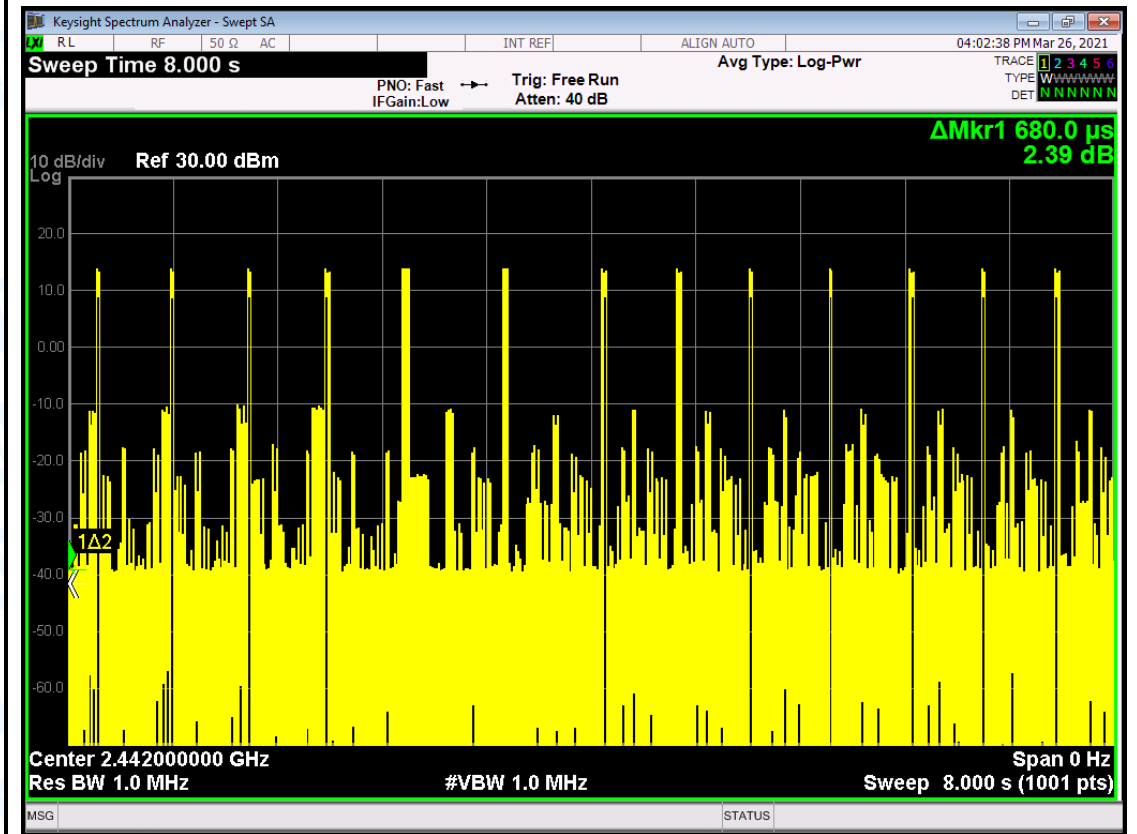 Keysight Spectrum Analyzer - Swept SA
LXI RL RF 50 Ω AC INT REF ALIGN AUTO 04:02:38 PM Mar 26, 2021
Sweep Time 8.000 s
PNO: Fast
IFGain:Low
Trig: Free Run
Atten: 40 dB
Avg Type: Log-Pwr
TRACE 1 2 3 4 5 6
TYPE WWWWWW
DET N N N N N N
ΔMkr1 680.0 µs
2.39 dB
10 dB/div Ref 30.00 dBm
Log
20.0
10.0
0.00
-10.0
-20.0
-30.0
1Δ2
-40.0
-50.0
-60.0
Center 2.442000000 GHz Span 0 Hz
Res BW 1.0 MHz #VBW 1.0 MHz Sweep 8.000 s (1001 pts)
MSG STATUS